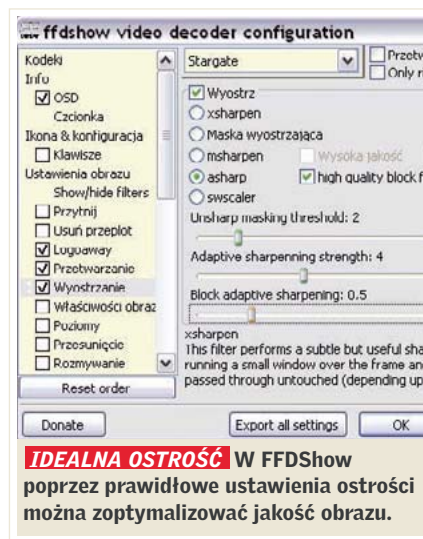 ffdshow video decoder configuration
Kodeki
Info
OSD
Czcionka
Ikona & konfiguracja
Klawisze
Ustawienia obrazu
Show/hide filters
Przytnij
Usuń przeplot
Logoaway
Przetwarzanie
Wyostrzanie
Właściwości obraz
Poziomy
Przesunięcie
Rozmywanie
Reset order
Stargate
Przetw
Only r
Wyostrz
xsharpen
Maska wyostrzająca
msharpen
Wysoka jakość
asharp
high quality block f
swscaler
Unsharp masking threshold: 2
Adaptive sharpenning strength: 4
Block adaptive sharpening: 0.5
xsharpen
This filter performs a subtle but useful sha
running a small window over the frame an
passed through untouched (depending up
Donate
Export all settings
OK
IDEALNA OSTROŚĆ W FFDShow
poprzez prawidłowe ustawienia ostrości
można zoptymalizować jakość obrazu.